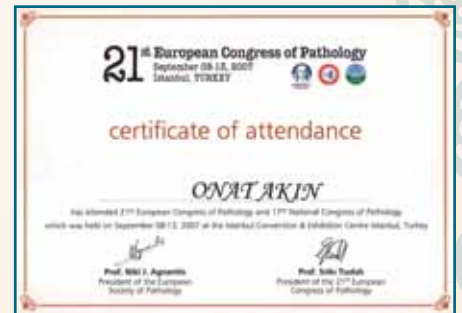 21st European Congress of Pathology
September 08-13, 2007
Istanbul, TURKEY
certificate of attendance
ONAT AKIN
has attended 21st European Congress of Pathology and 17th National Congress of Pathology
which was held on September 08-13, 2007 at the Istanbul Convention & Exhibition Centre Istanbul, Turkey
Prof. Niki J. Agnantis
President of the European
Society of Pathology
Prof.
President of the 21st European
Congress of Pathology